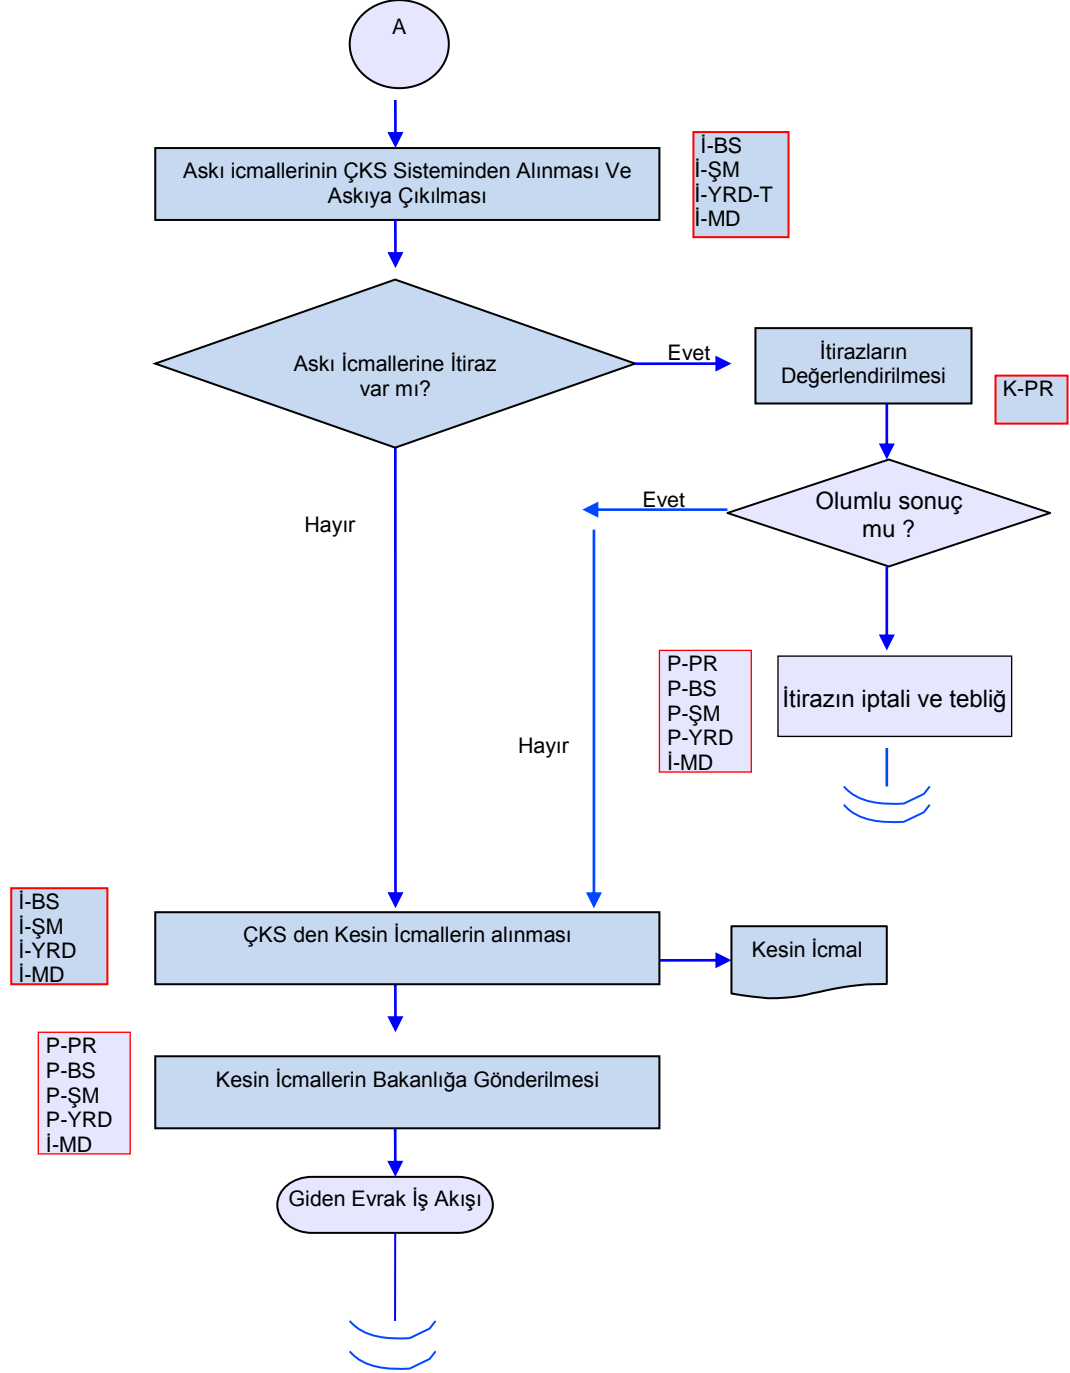 A
Askı icmallerinin ÇKS Sisteminden Alınması Ve
Askıya Çıkılması
İ-BS
İ-ŞM
İ-YRD-T
İ-MD
Askı İcmallerine İtiraz
var mı?
Evet
İtirazların
Değerlendirilmesi
K-PR
Hayır
Evet
Olumlu sonuç
mu ?
P-PR
P-BS
P-ŞM
P-YRD
İ-MD
İtirazın iptali ve tebliğ
Hayır
İ-BS
İ-ŞM
İ-YRD
İ-MD
ÇKS den Kesin İcmallerin alınması
Kesin İcmal
P-PR
P-BS
P-ŞM
P-YRD
İ-MD
Kesin İcmallerin Bakanlığa Gönderilmesi
Giden Evrak İş Akışı